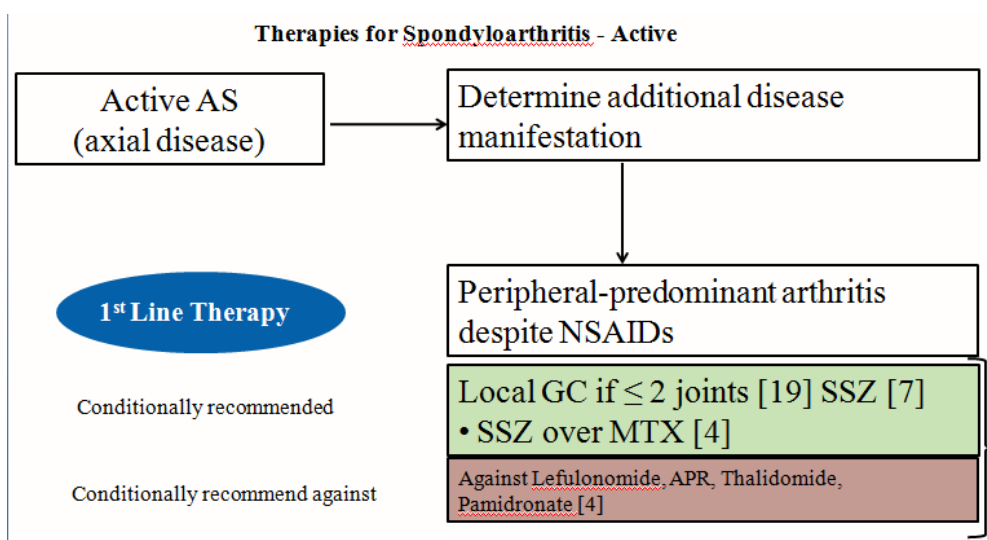 Therapies for Spondyloarthritis - Active
Active AS
(axial disease)
Determine additional disease
manifestation
1st Line Therapy
Peripheral-predominant arthritis
despite NSAIDs
Conditionally recommended
Local GC if ≤ 2 joints [19] SSZ [7]
• SSZ over MTX [4]
Conditionally recommend against
Against Lefulonomide, APR, Thalidomide,
Pamidronate [4]